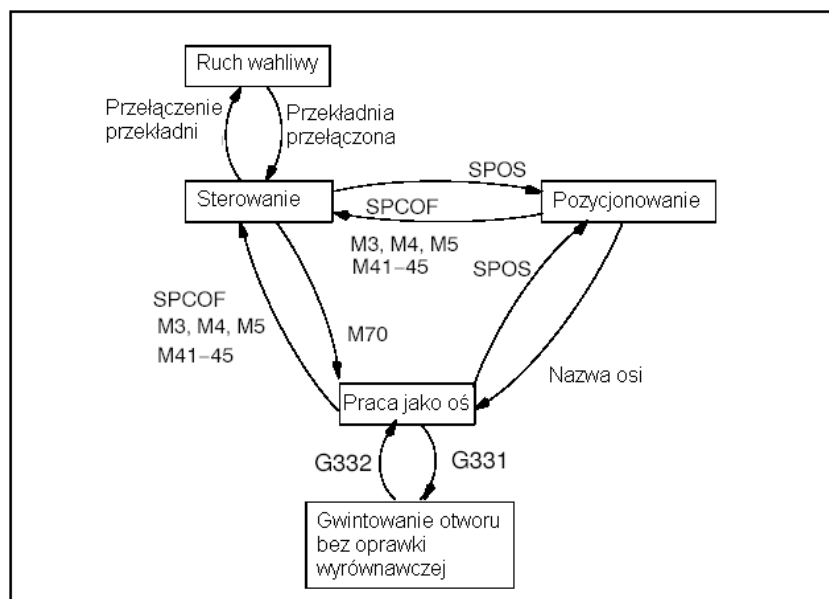 Ruch wahliwy
Przełączenie
przekładni
Przekładnia
przełączona
SPOS
Sterowanie
SPCOF
Pozycjonowanie
M3, M4, M5
M41–45
SPOS
SPCOF
M3, M4, M5
M41–45
M70
Nazwa osi
Praca jako oś
G332
G331
Gwintowanie otworu
bez oprawki
wyrównawczej